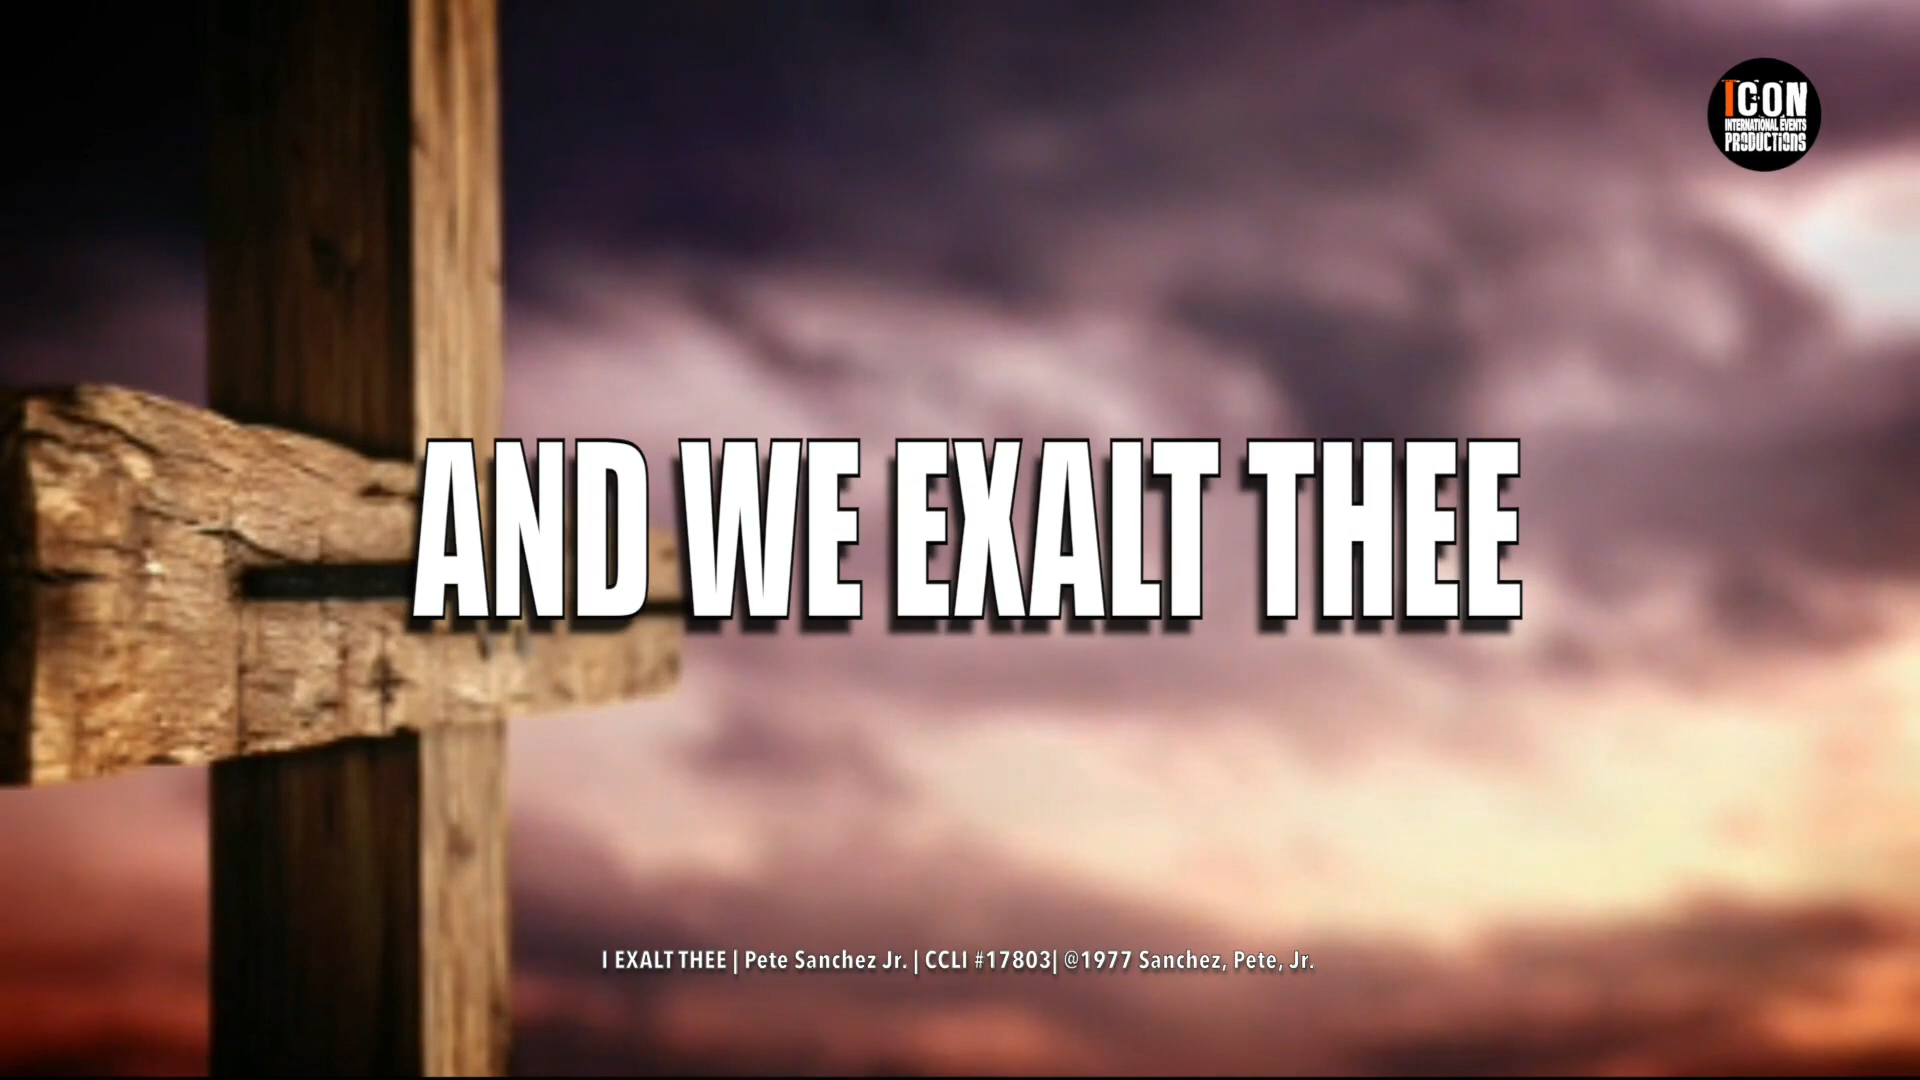 ICON
INTERNATIONAL EVENTS
PRODUCTIONS
AND WE EXALT THEE
I EXALT THEE | Pete Sanchez Jr. | CCLI #17803| @1977 Sanchez, Pete, Jr.